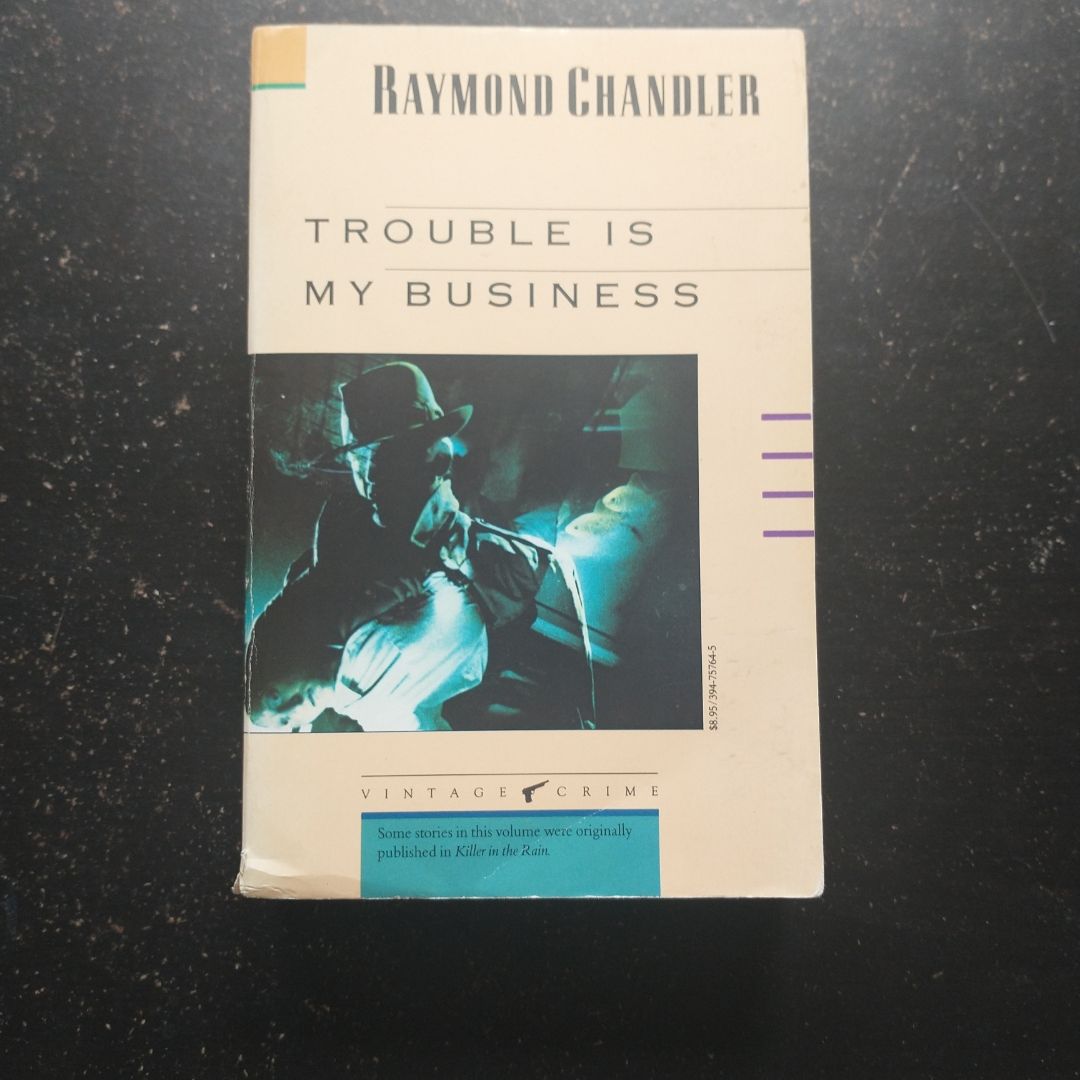 RAYMOND CHANDLER
TROUBLE IS
MY BUSINESS
$8.95/394-75764-5
VINTAGE CRIME
Some stories in this volume were originally
published in Killer in the Rain.